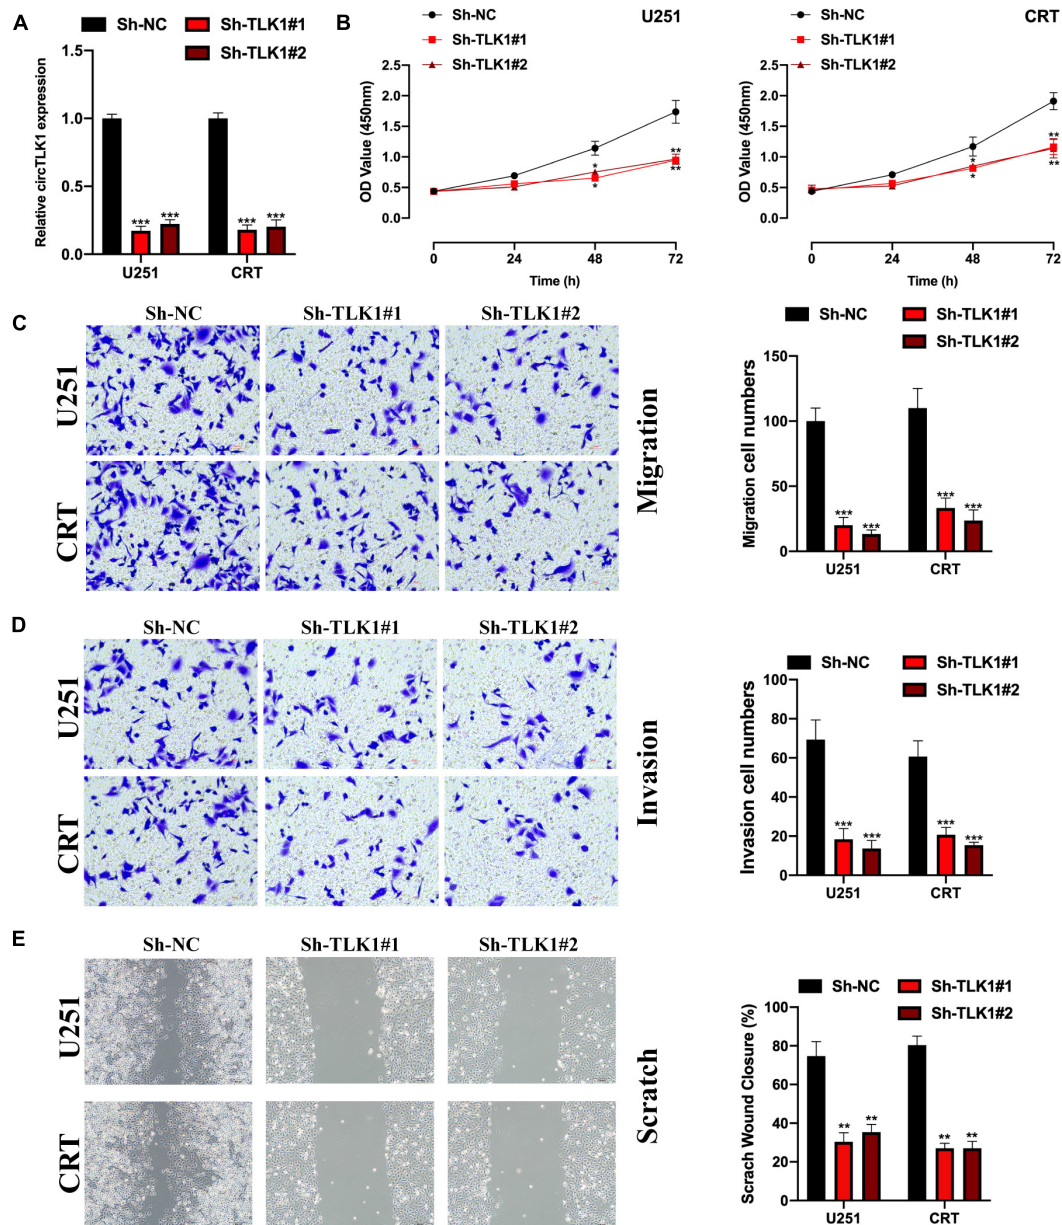 A
Sh-NC
Sh-TLK1#1
Sh-TLK1#2
Relative circTLK1 expression
1.5
1.0
0.5
0.0
***
***
***
***
U251
CRT
B
Sh-NC
Sh-TLK1#1
Sh-TLK1#2
U251
OD Value (450nm)
2.5
2.0
1.5
1.0
0.5
0.0
*
*
**
**
0 24 48 72
Time (h)
Sh-NC
Sh-TLK1#1
Sh-TLK1#2
CRT
OD Value (450nm)
2.5
2.0
1.5
1.0
0.5
0.0
*
*
**
**
0 24 48 72
Time (h)
C
Sh-NC Sh-TLK1#1 Sh-TLK1#2
U251
CRT
Migration
Sh-NC
Sh-TLK1#1
Sh-TLK1#2
Migration cell numbers
150
100
50
0
***
***
***
***
U251
CRT
D
Sh-NC Sh-TLK1#1 Sh-TLK1#2
U251
CRT
Invasion
Sh-NC
Sh-TLK1#1
Sh-TLK1#2
Invasion cell numbers
100
80
60
40
20
0
***
***
***
***
U251
CRT
E
Sh-NC Sh-TLK1#1 Sh-TLK1#2
U251
CRT
Scratch
Sh-NC
Sh-TLK1#1
Sh-TLK1#2
Scrach Wound Closure (%)
100
80
60
40
20
0
**
**
**
**
U251
CRT